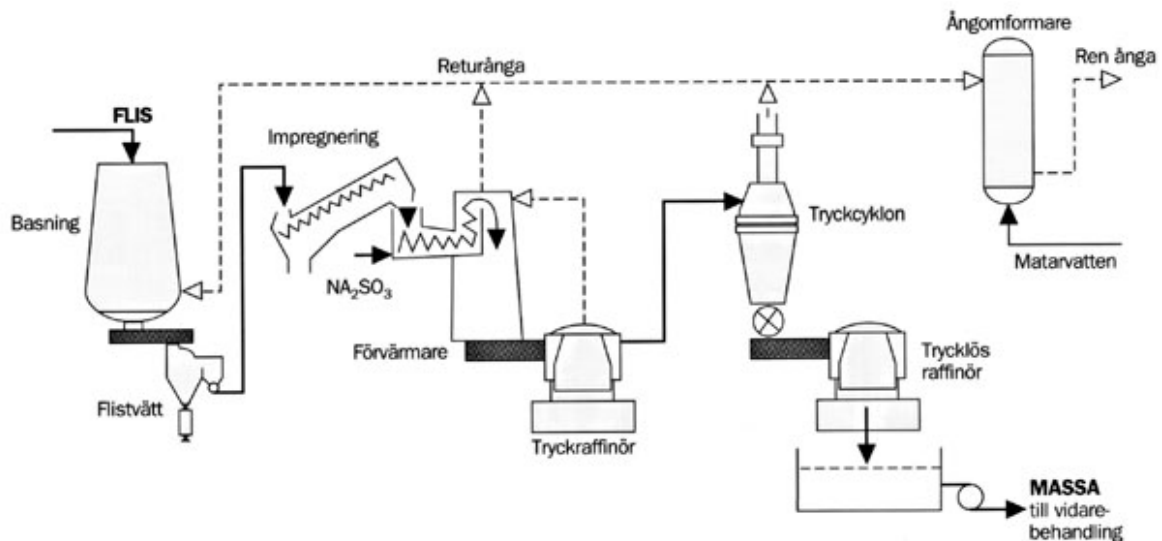 Ångomformare
Returånga
Ren ånga
FLIS
Impregnering
Basning
Tryckcyklon
Matarvatten
NA₂SO₃
Förvärmare
Trycklös
raffinör
Flistvätt
Tryckraffinör
MASSA
till vidare-
behandling